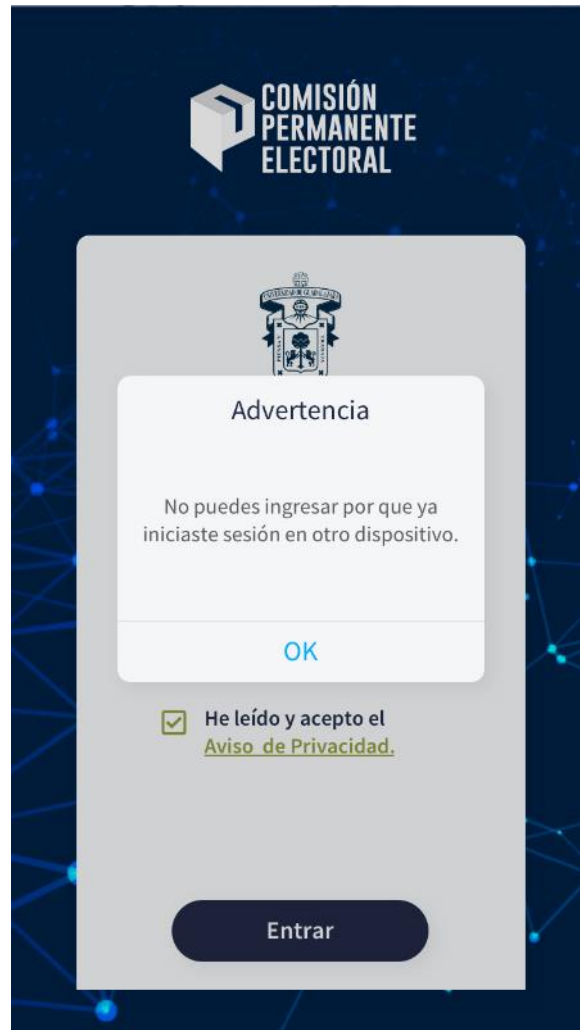 COMISIÓN
PERMANENTE
ELECTORAL
Advertencia
No puedes ingresar por que ya
iniciaste sesión en otro dispositivo.
OK
He leído y acepto el
Aviso de Privacidad.
Entrar